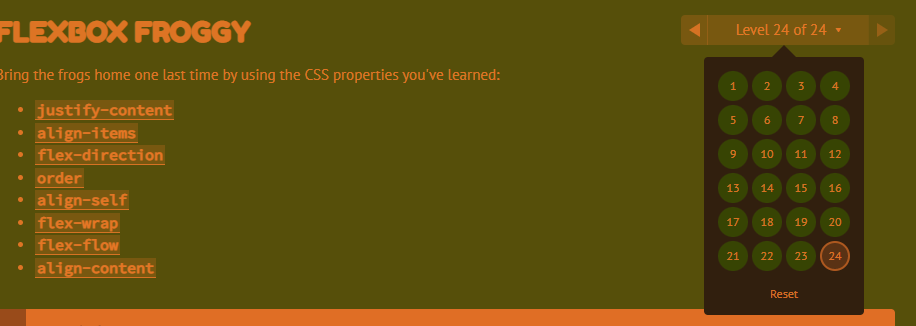 FLEXBOX FROGGY
Level 24 of 24
Bring the frogs home one last time by using the CSS properties you've learned:
justify-content
align-items
flex-direction
order
align-self
flex-wrap
flex-flow
align-content
1 2 3 4
5 6 7 8
9 10 11 12
13 14 15 16
17 18 19 20
21 22 23 24
Reset